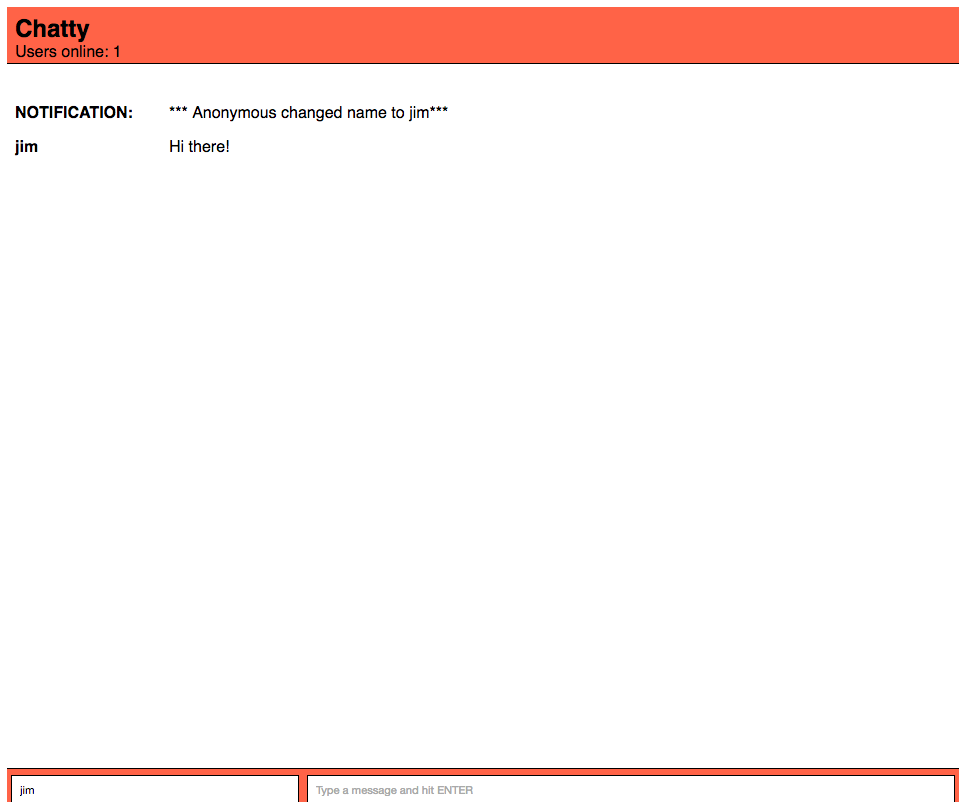 Chatty
Users online: 1
NOTIFICATION: *** Anonymous changed name to jim***
jim Hi there!
jim Type a message and hit ENTER